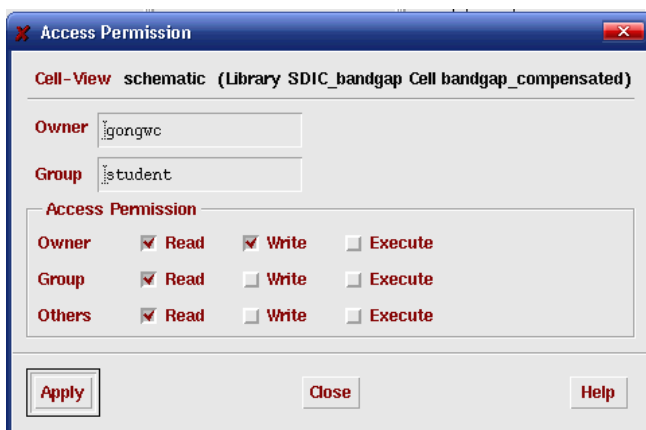 Access Permission
Cell-View schematic (Library SDIC_bandgap Cell bandgap_compensated)
Owner gongwc
Group student
Access Permission
Owner Read Write Execute
Group Read Write Execute
Others Read Write Execute
Apply Close Help